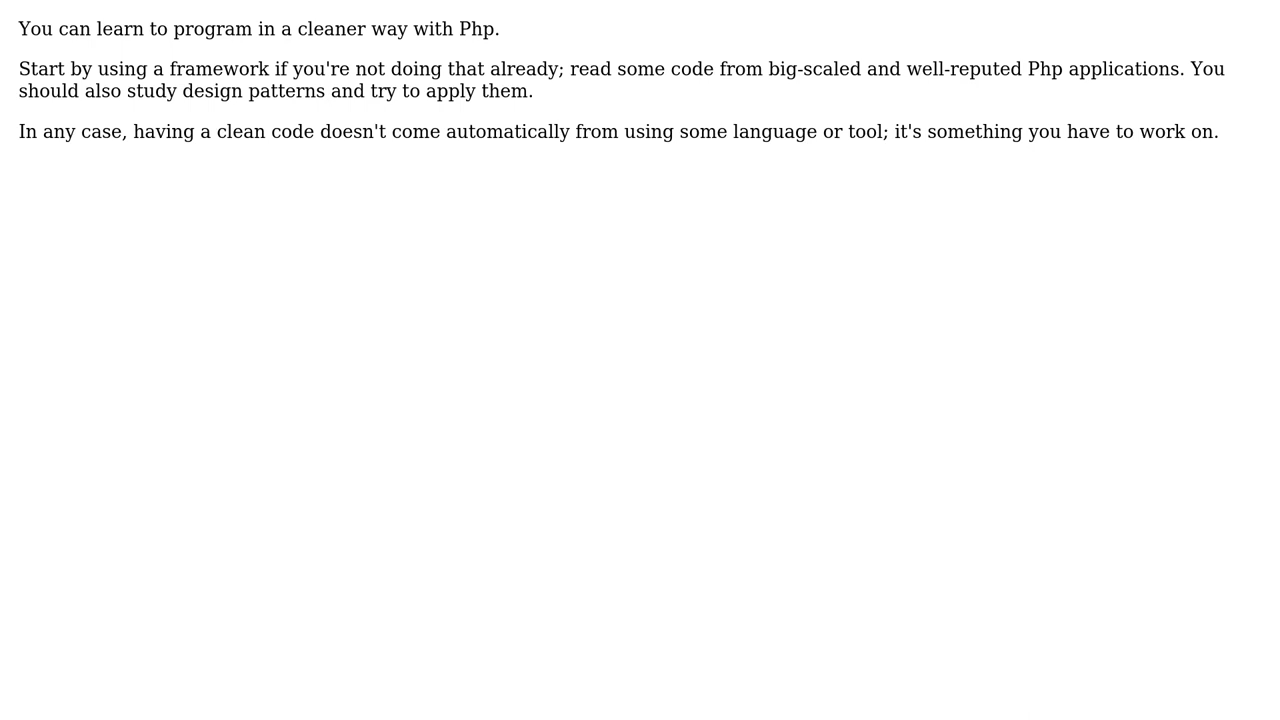 You can learn to program in a cleaner way with Php.
Start by using a framework if you're not doing that already; read some code from big-scaled and well-reputed Php applications. You
should also study design patterns and try to apply them.
In any case, having a clean code doesn't come automatically from using some language or tool; it's something you have to work on.